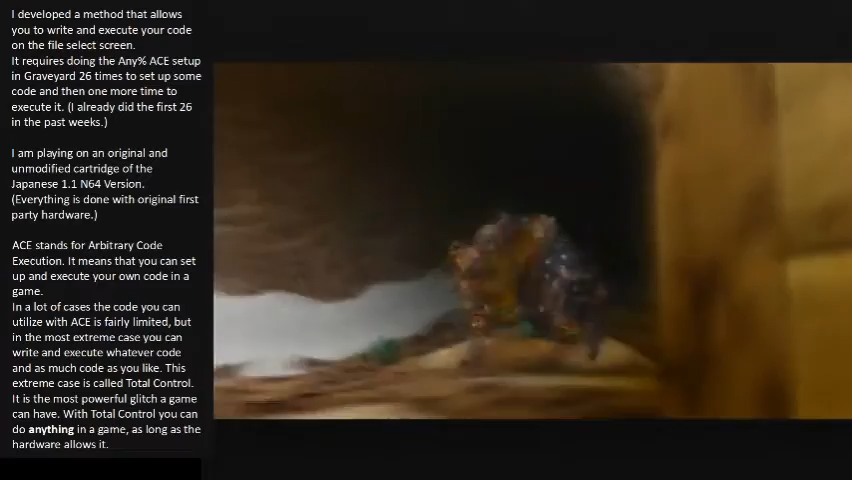 I developed a method that allows
you to write and execute your code
on the file select screen.
It requires doing the Any% ACE setup
in Graveyard 26 times to set up some
code and then one more time to
execute it. (I already did the first 26
in the past weeks.)
I am playing on an original and
unmodified cartridge of the
Japanese 1.1 N64 Version.
(Everything is done with original first
party hardware.)
ACE stands for Arbitrary Code
Execution. It means that you can set
up and execute your own code in a
game.
In a lot of cases the code you can
utilize with ACE is fairly limited, but
in the most extreme case you can
write and execute whatever code
and as much code as you like. This
extreme case is called Total Control.
It is the most powerful glitch a game
can have. With Total Control you can
do anything in a game, as long as the
hardware allows it.